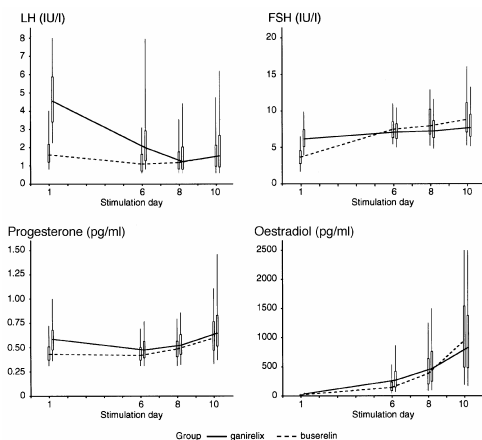 LH (IU/l)
8
7
6
5
4
3
2
1
0
1 6 8 10
Stimulation day
FSH (IU/l)
20
15
10
5
0
1 6 8 10
Stimulation day
Progesterone (pg/ml)
1.50
1.25
1.00
0.75
0.50
0.25
0.00
1 6 8 10
Stimulation day
Oestradiol (pg/ml)
2500
2000
1500
1000
500
0
1 6 8 10
Stimulation day
Group ganirelix buserelin